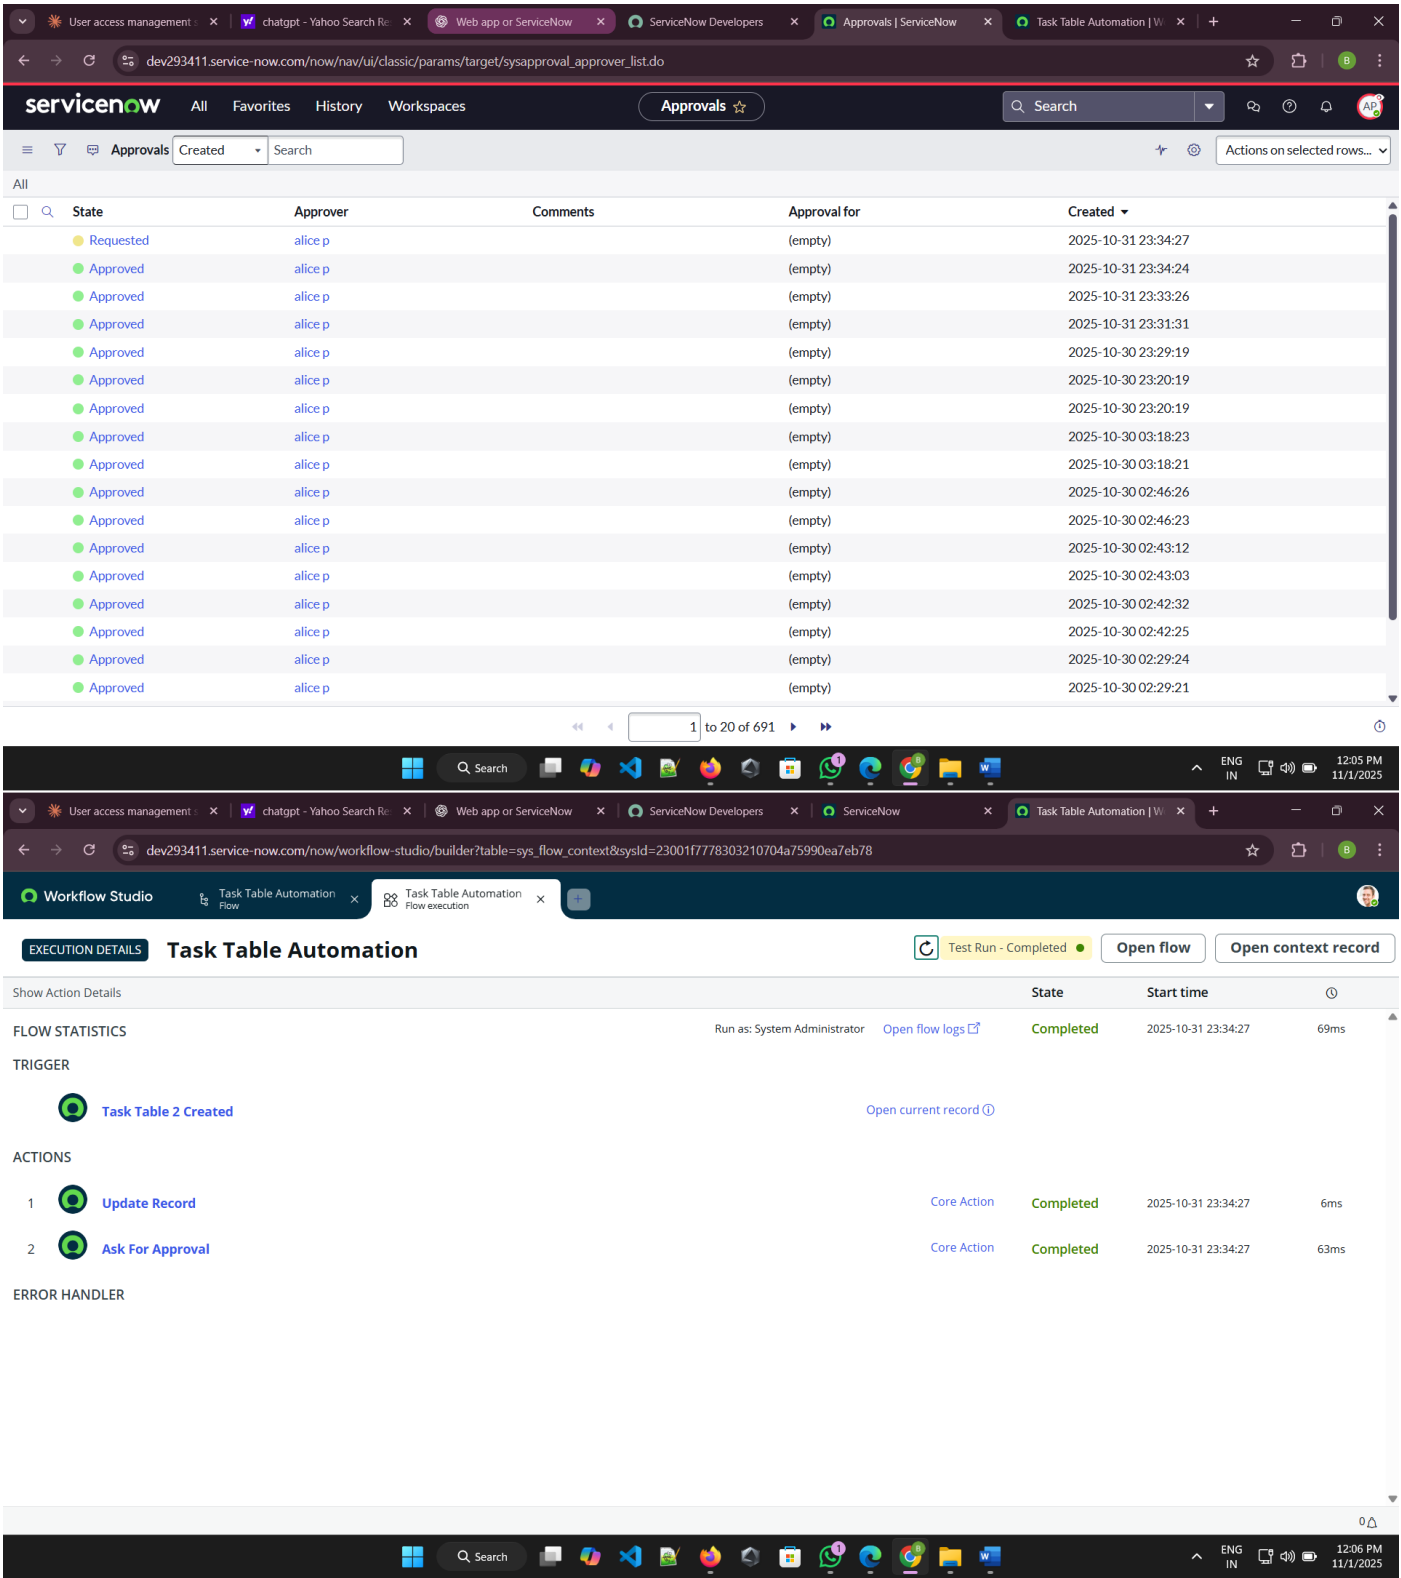 User access management s
chatgpt - Yahoo Search Re
Web app or ServiceNow
ServiceNow Developers
Approvals | ServiceNow
Task Table Automation | W
dev293411.service-now.com/now/nav/ui/classic/params/target/sysapproval_approver_list.do
B
servicenow
All
Favorites
History
Workspaces
Approvals
Search
AP
Approvals
Created
Search
Actions on selected rows...
All
State Approver Comments Approval for Created
Requested alice p (empty) 2025-10-31 23:34:27
Approved alice p (empty) 2025-10-31 23:34:24
Approved alice p (empty) 2025-10-31 23:33:26
Approved alice p (empty) 2025-10-31 23:31:31
Approved alice p (empty) 2025-10-30 23:29:19
Approved alice p (empty) 2025-10-30 23:20:19
Approved alice p (empty) 2025-10-30 23:20:19
Approved alice p (empty) 2025-10-30 03:18:23
Approved alice p (empty) 2025-10-30 03:18:21
Approved alice p (empty) 2025-10-30 02:46:26
Approved alice p (empty) 2025-10-30 02:46:23
Approved alice p (empty) 2025-10-30 02:43:12
Approved alice p (empty) 2025-10-30 02:43:03
Approved alice p (empty) 2025-10-30 02:42:32
Approved alice p (empty) 2025-10-30 02:42:25
Approved alice p (empty) 2025-10-30 02:29:24
Approved alice p (empty) 2025-10-30 02:29:21
1 to 20 of 691
Search
1
B
ENG
IN
12:05 PM
11/1/2025
User access management s
chatgpt - Yahoo Search Re
Web app or ServiceNow
ServiceNow Developers
ServiceNow
Task Table Automation | W
dev293411.service-now.com/now/workflow-studio/builder?table=sys_flow_context&sysId=23001f7778303210704a75990ea7eb78
B
Workflow Studio
Task Table Automation
Flow
Task Table Automation
Flow execution
EXECUTION DETAILS
Task Table Automation
Test Run - Completed
Open flow
Open context record
Show Action Details State Start time
FLOW STATISTICS Run as: System Administrator Open flow logs Completed 2025-10-31 23:34:27 69ms
TRIGGER
Task Table 2 Created Open current record
ACTIONS
1 Update Record Core Action Completed 2025-10-31 23:34:27 6ms
2 Ask For Approval Core Action Completed 2025-10-31 23:34:27 63ms
ERROR HANDLER
0
Search
1
B
ENG
IN
12:06 PM
11/1/2025